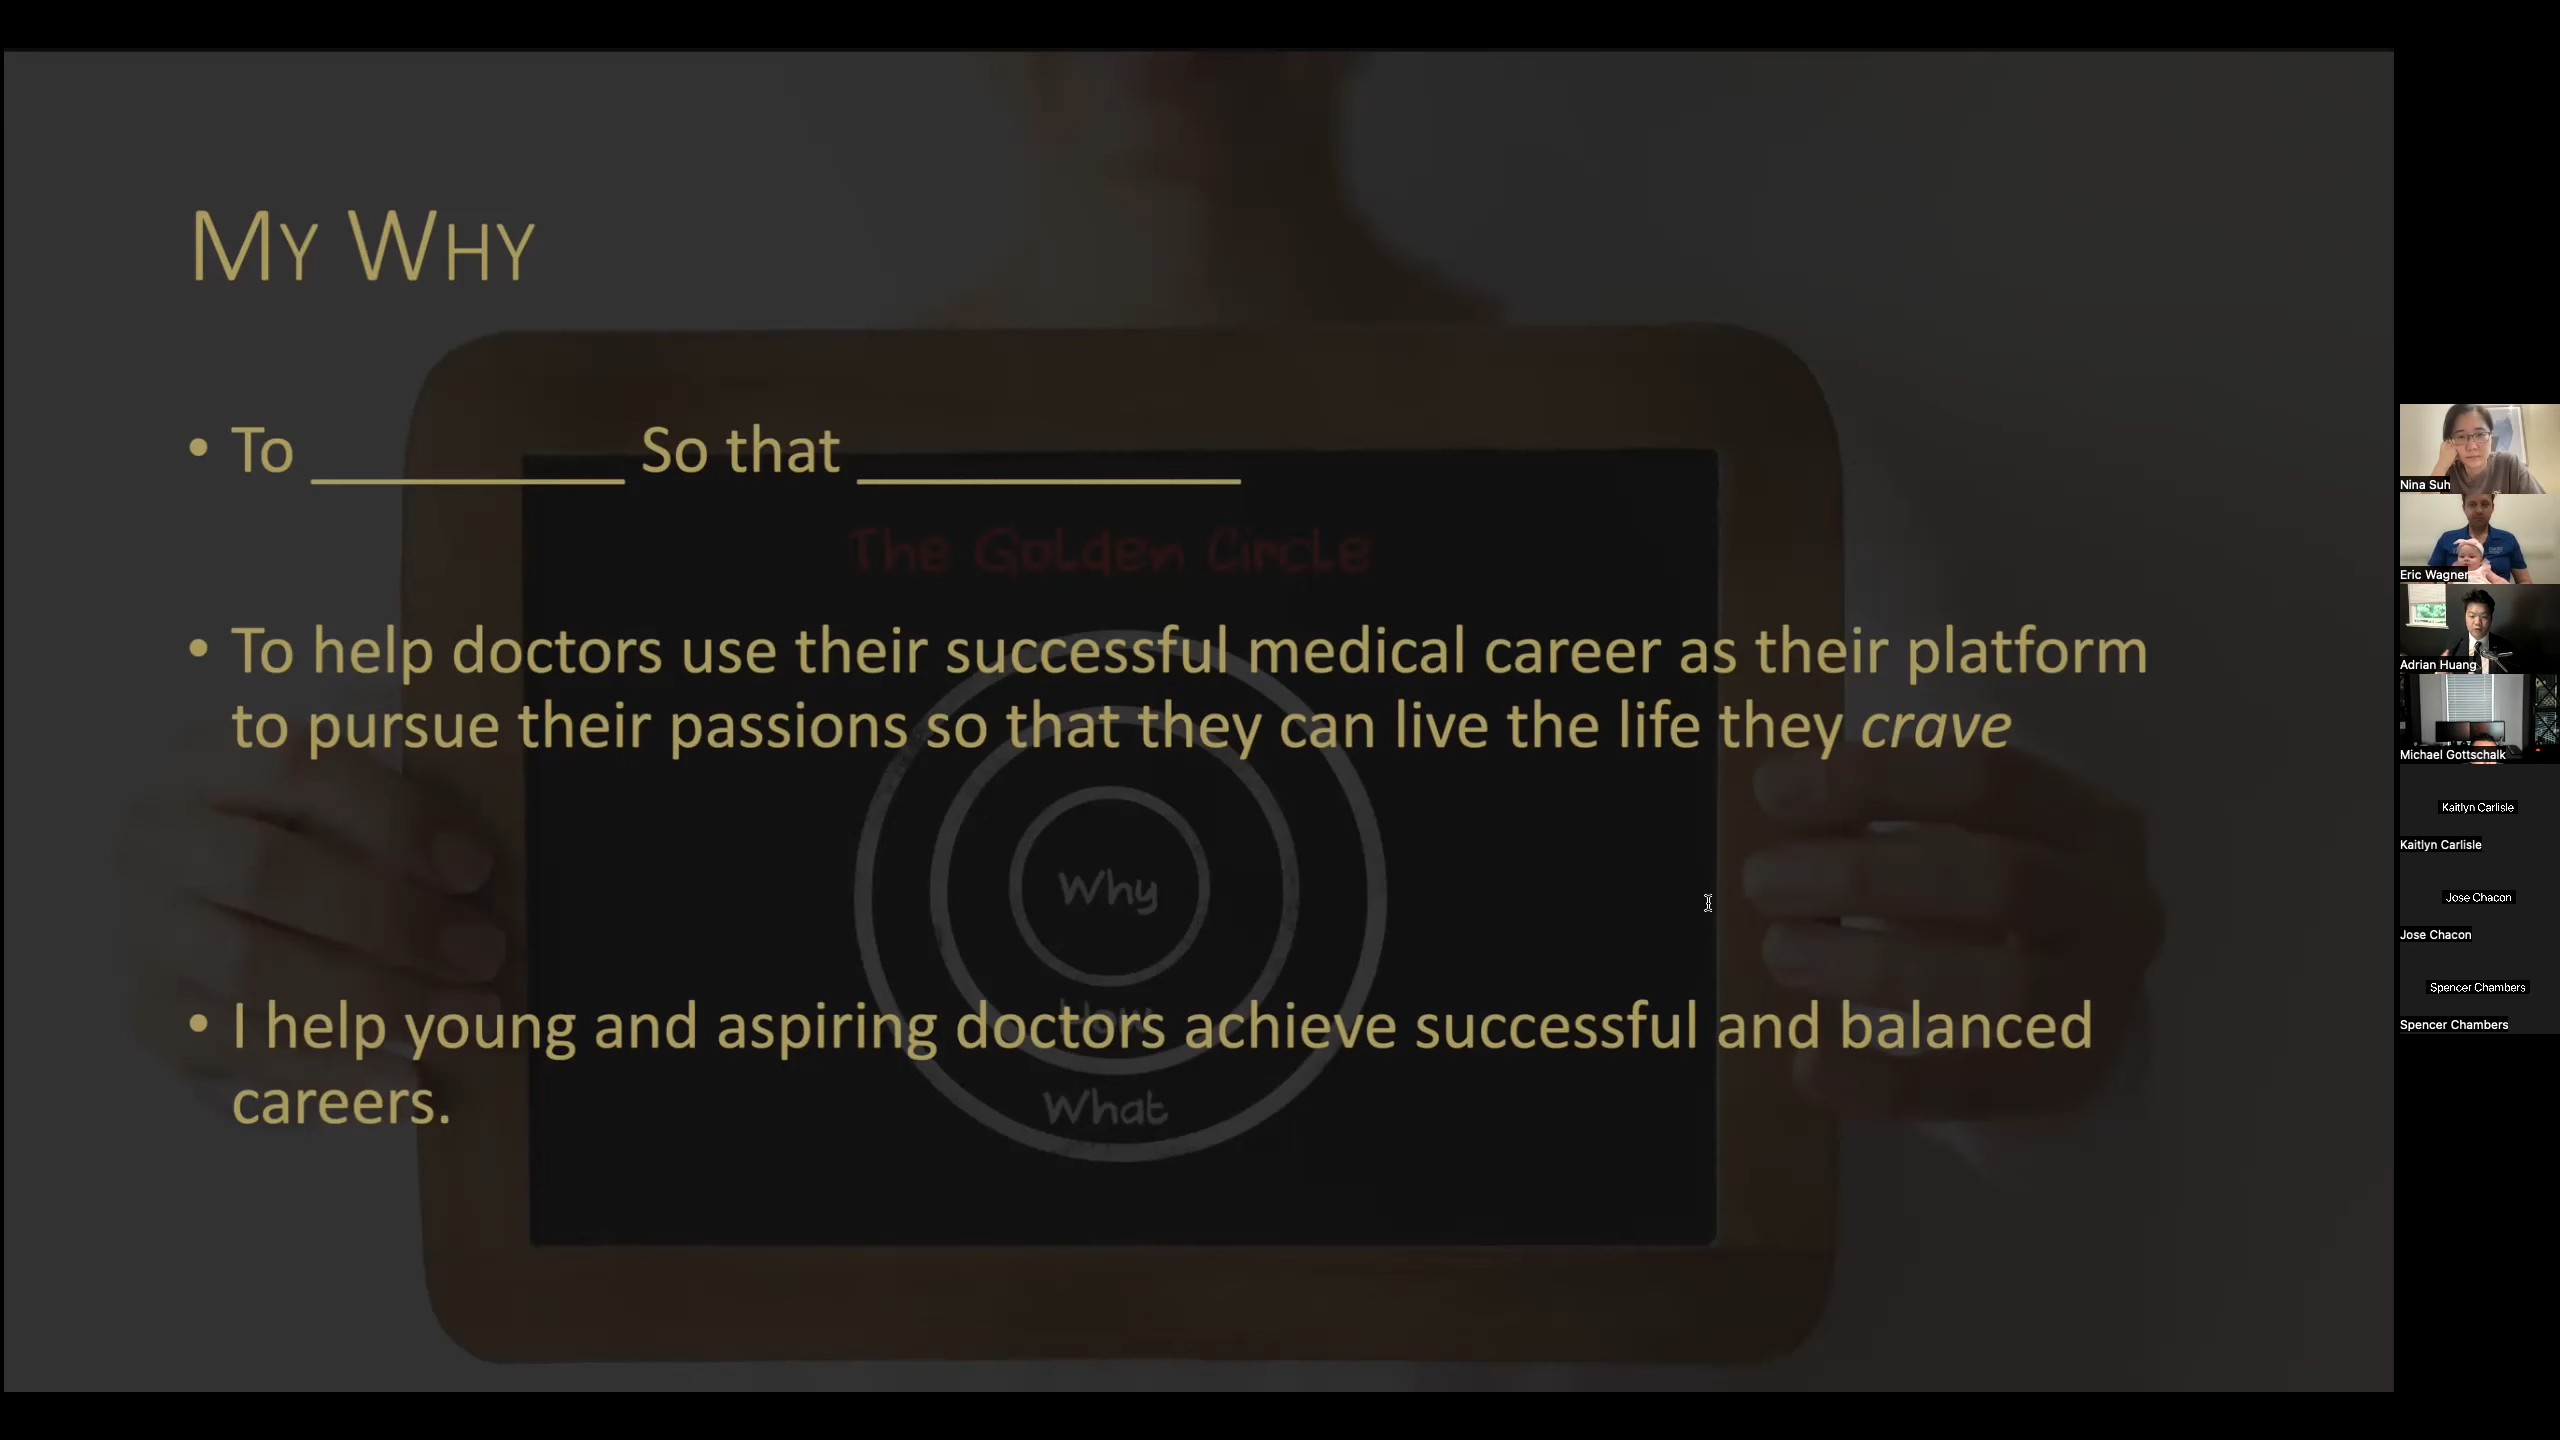 My Why
• To __________ So that ____________
The Golden Circle
• To help doctors use their successful medical career as their platform
to pursue their passions so that they can live the life they crave
Why
How
• I help young and aspiring doctors achieve successful and balanced
careers.
What
Nina Suh
Eric Wagner
Adrian Huang
Michael Gottschalk
Kaitlyn Carlisle
Kaitlyn Carlisle
Jose Chacon
Jose Chacon
Spencer Chambers
Spencer Chambers